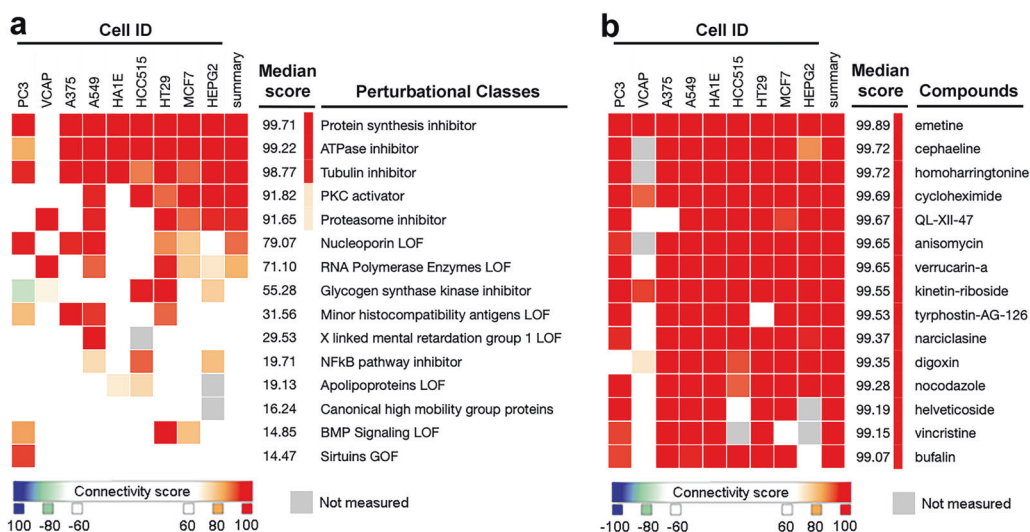 a
Cell ID
PC3 VCAP A375 A549 HA1E HCC515 HT29 MCF7 HEPG2 summary
Median score
Perturbational Classes
99.71 Protein synthesis inhibitor
99.22 ATPase inhibitor
98.77 Tubulin inhibitor
91.82 PKC activator
91.65 Proteasome inhibitor
79.07 Nucleoporin LOF
71.10 RNA Polymerase Enzymes LOF
55.28 Glycogen synthase kinase inhibitor
31.56 Minor histocompatibility antigens LOF
29.53 X linked mental retardation group 1 LOF
19.71 NFkB pathway inhibitor
19.13 Apolipoproteins LOF
16.24 Canonical high mobility group proteins
14.85 BMP Signaling LOF
14.47 Sirtuins GOF
Connectivity score
100 -80 -60 60 80 100
Not measured
b
Cell ID
PC3 VCAP A375 A549 HA1E HCC515 HT29 MCF7 HEPG2 summary
Median score
Compounds
99.89 emetine
99.72 cephaeline
99.72 homoharringtonine
99.69 cycloheximide
99.67 QL-XII-47
99.65 anisomycin
99.65 verrucarin-a
99.55 kinetin-riboside
99.53 tyrphostin-AG-126
99.37 narciclasine
99.35 digoxin
99.28 nocodazole
99.19 helveticoside
99.15 vincristine
99.07 bufalin
Connectivity score
-100 -80 -60 60 80 100
Not measured